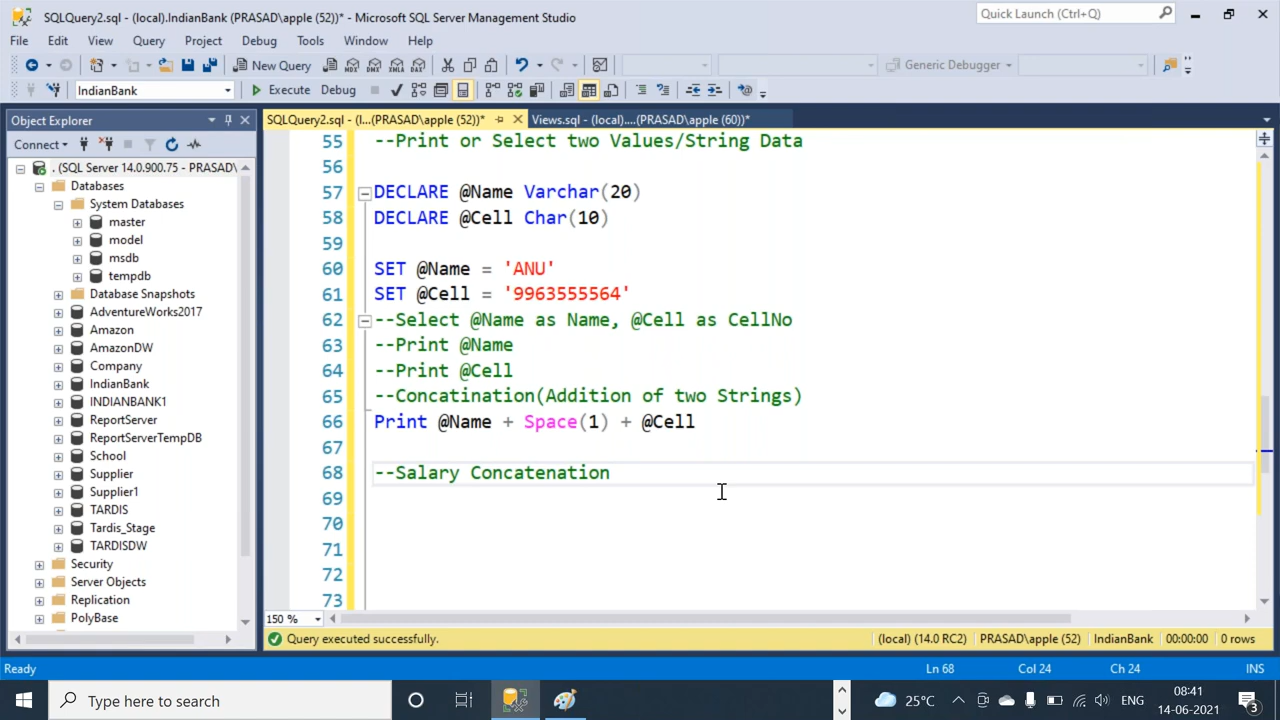 SQLQuery2.sql - (local).IndianBank (PRASAD\apple (52))* - Microsoft SQL Server Management Studio
Quick Launch (Ctrl+Q)
File Edit View Query Project Debug Tools Window Help
New Query
MDX DMX XMLA DAX
Generic Debugger
IndianBank
Execute Debug
Object Explorer
SQLQuery2.sql - (l...(PRASAD\apple (52))*
Views.sql - (local)....(PRASAD\apple (60))*
Connect
. (SQL Server 14.0.900.75 - PRASAD\
Databases
System Databases
master
model
msdb
tempdb
Database Snapshots
AdventureWorks2017
Amazon
AmazonDW
Company
IndianBank
INDIANBANK1
ReportServer
ReportServerTempDB
School
Supplier
Supplier1
TARDIS
Tardis_Stage
TARDISDW
Security
Server Objects
Replication
PolyBase
55 --Print or Select two Values/String Data
56
57 DECLARE @Name Varchar(20)
58 DECLARE @Cell Char(10)
59
60 SET @Name = 'ANU'
61 SET @Cell = '9963555564'
62 --Select @Name as Name, @Cell as CellNo
63 --Print @Name
64 --Print @Cell
65 --Concatination(Addition of two Strings)
66 Print @Name + Space(1) + @Cell
67
68 --Salary Concatenation
69
70
71
72
73
150 %
Query executed successfully.
(local) (14.0 RC2) PRASAD\apple (52) IndianBank 00:00:00 0 rows
Ready
Ln 68 Col 24 Ch 24 INS
Type here to search
25°C
ENG
08:41
14-06-2021
3